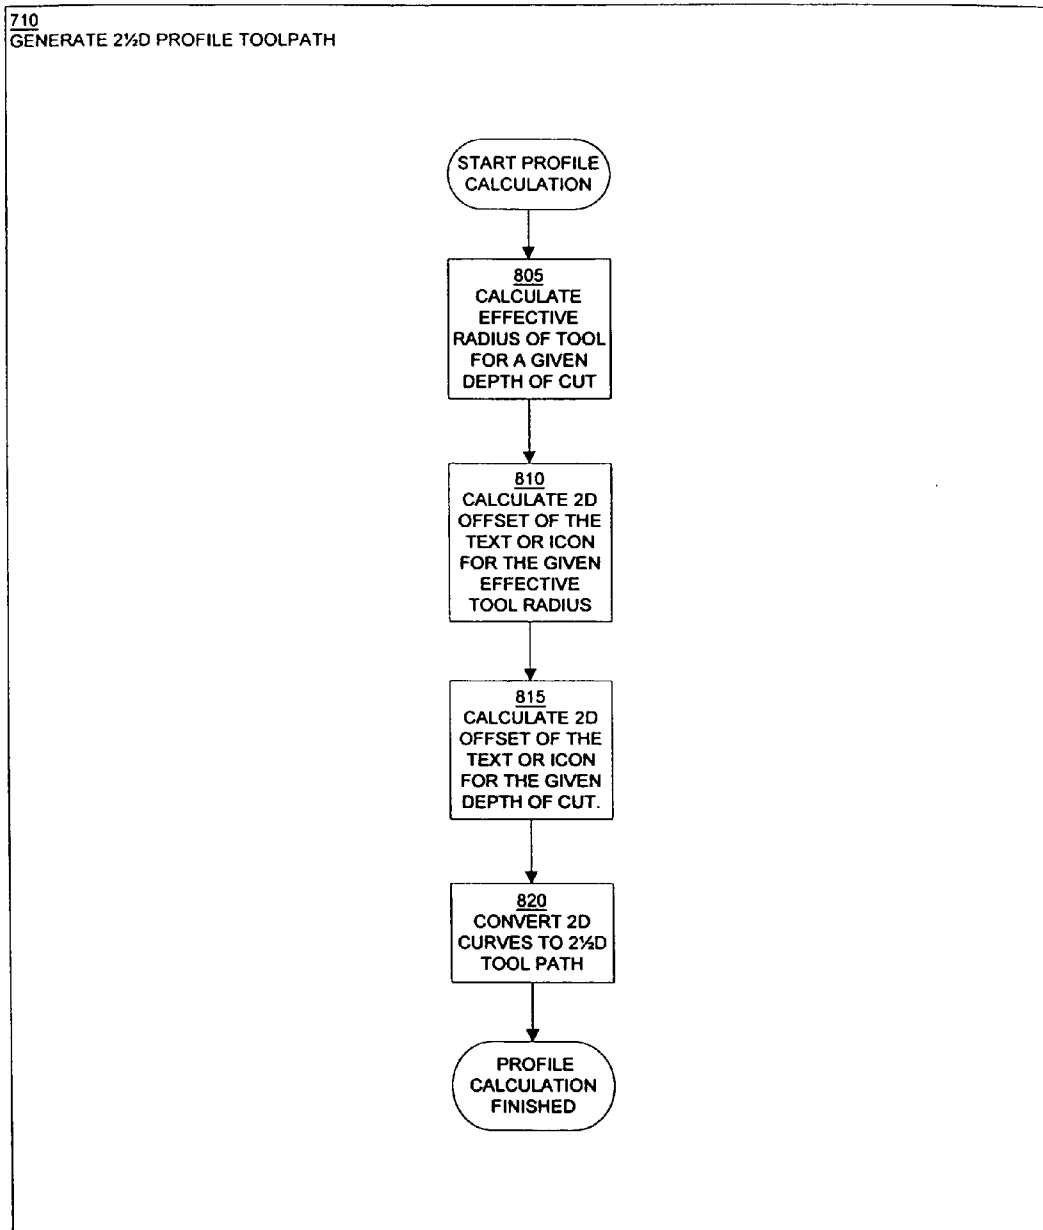 710
GENERATE 2½D PROFILE TOOLPATH
START PROFILE
CALCULATION
805
CALCULATE
EFFECTIVE
RADIUS OF TOOL
FOR A GIVEN
DEPTH OF CUT
810
CALCULATE 2D
OFFSET OF THE
TEXT OR ICON
FOR THE GIVEN
EFFECTIVE
TOOL RADIUS
815
CALCULATE 2D
OFFSET OF THE
TEXT OR ICON
FOR THE GIVEN
DEPTH OF CUT.
820
CONVERT 2D
CURVES TO 2½D
TOOL PATH
PROFILE
CALCULATION
FINISHED